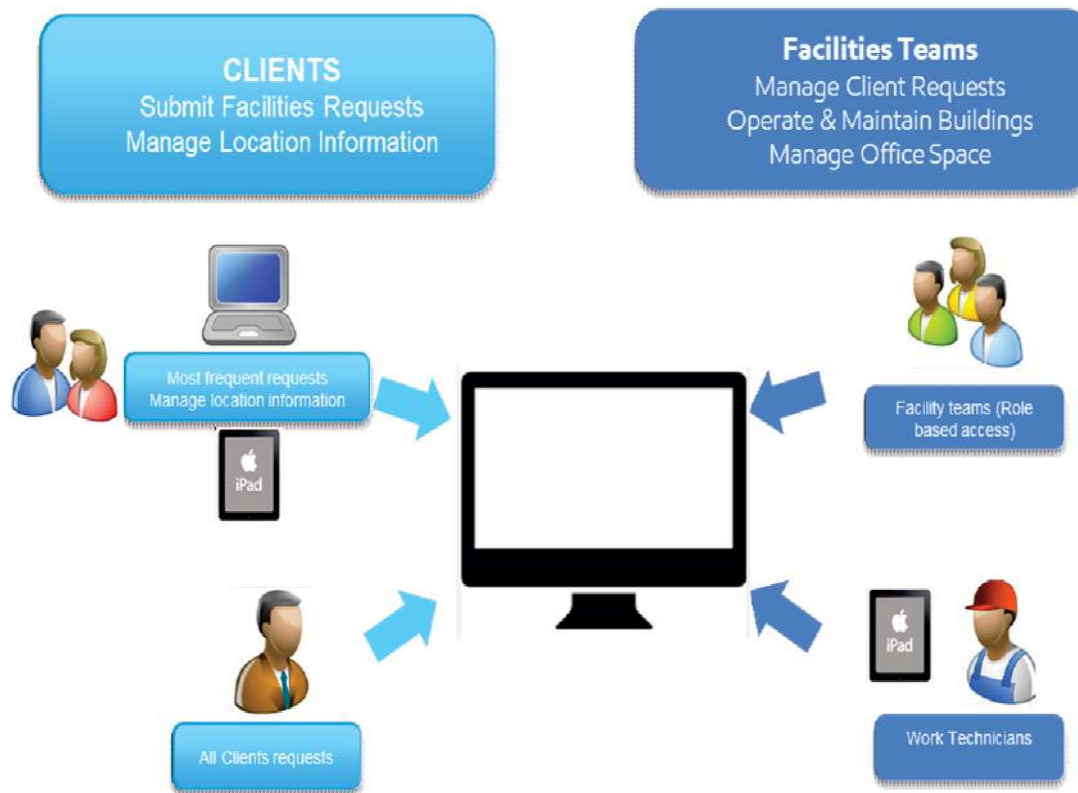 CLIENTS
Submit Facilities Requests
Manage Location Information
Facilities Teams
Manage Client Requests
Operate & Maintain Buildings
Manage Office Space
Most frequent requests
Manage location information
iPad
Facility teams (Role
based access)
All Clients requests
iPad
Work Technicians